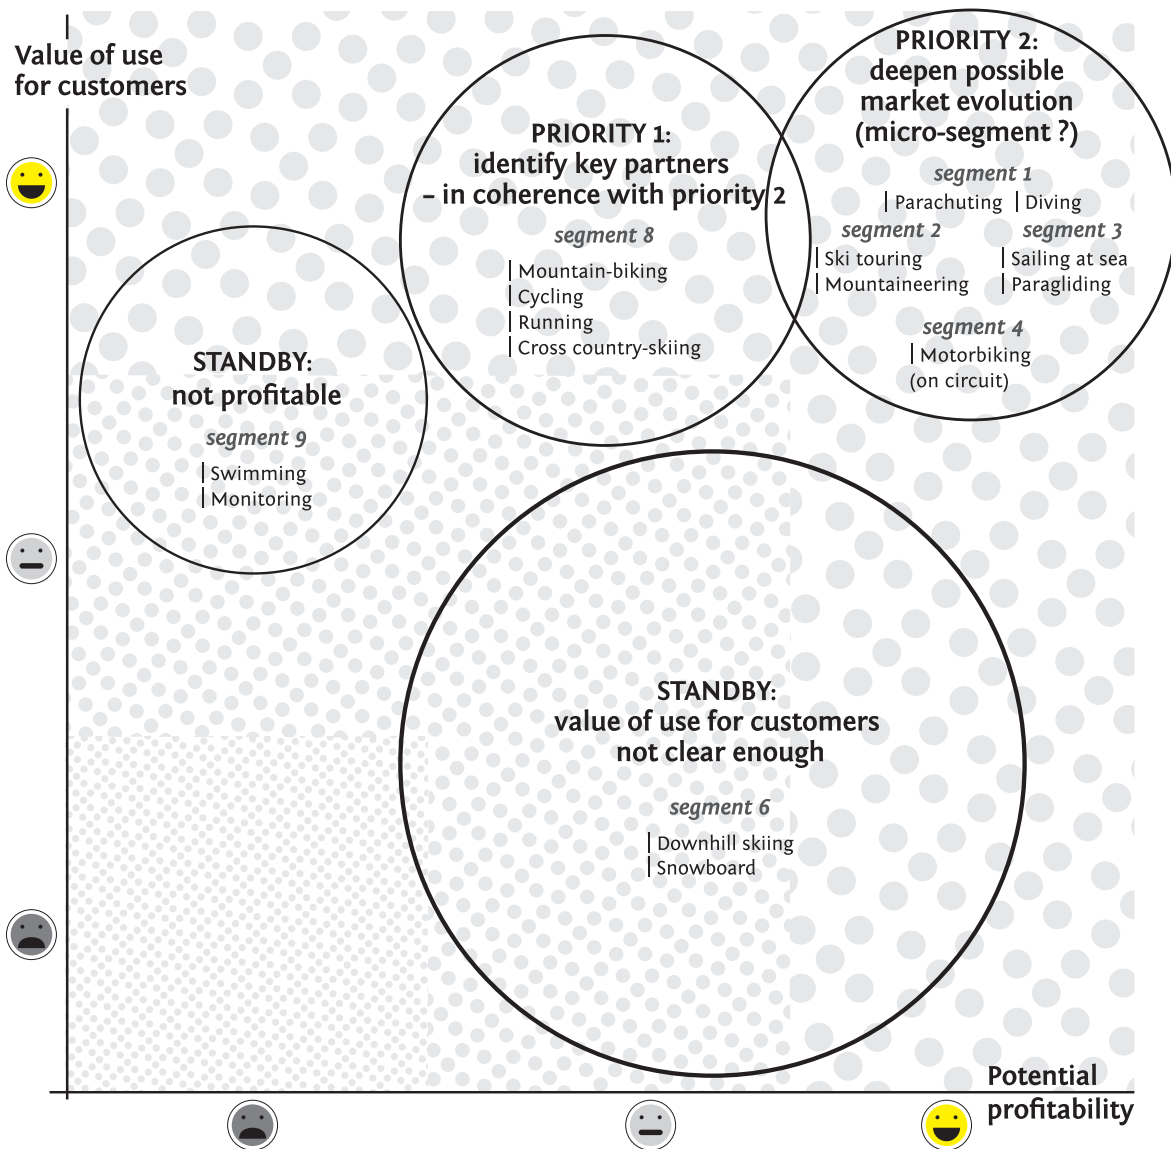 Value of use
for customers
PRIORITY 1:
identify key partners
– in coherence with priority 2
segment 8
Mountain-biking
Cycling
Running
Cross country-skiing
PRIORITY 2:
deepen possible
market evolution
(micro-segment ?)
segment 1
Parachuting
Diving
segment 2
Ski touring
Mountaineering
segment 3
Sailing at sea
Paragliding
segment 4
Motorbiking
(on circuit)
STANDBY:
not profitable
segment 9
Swimming
Monitoring
STANDBY:
value of use for customers
not clear enough
segment 6
Downhill skiing
Snowboard
Potential
profitability